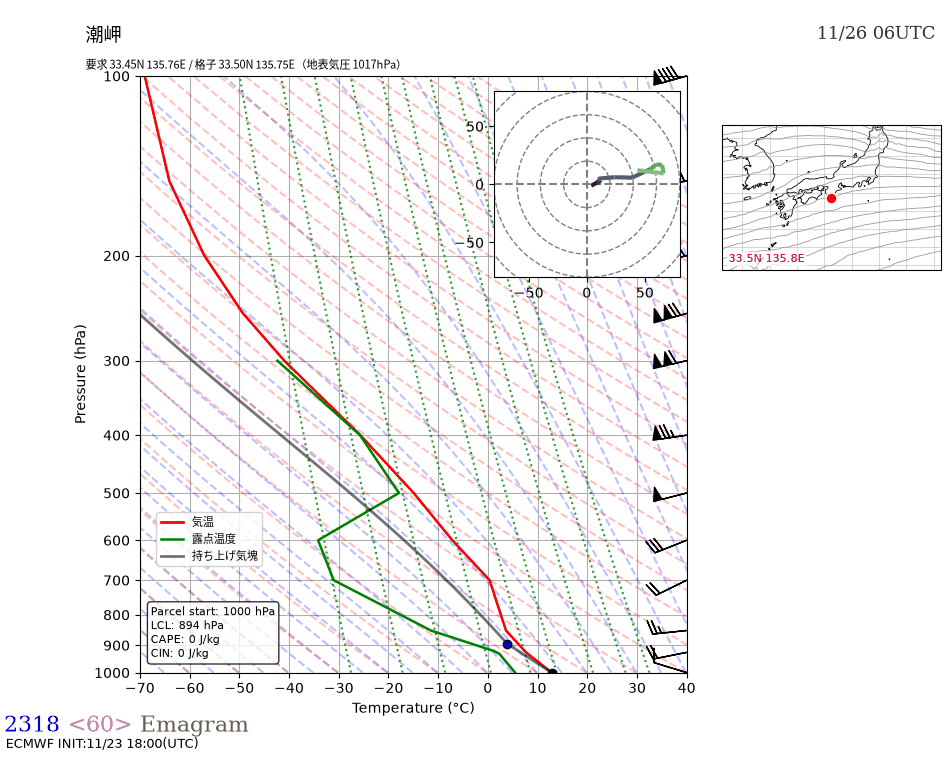 潮岬
11/26 06UTC
要求 33.45N 135.76E / 格子 33.50N 135.75E（地表気圧 1017hPa）
100
200
300
400
500
600
700
800
900
1000
Pressure (hPa)
50
0
−50
−50
0
50
33.5N 135.8E
気温
露点温度
持ち上げ気塊
Parcel start: 1000 hPa
LCL: 894 hPa
CAPE: 0 J/kg
CIN: 0 J/kg
−70
−60
−50
−40
−30
−20
−10
0
10
20
30
40
Temperature (°C)
2318 <60> Emagram
ECMWF INIT:11/23 18:00(UTC)